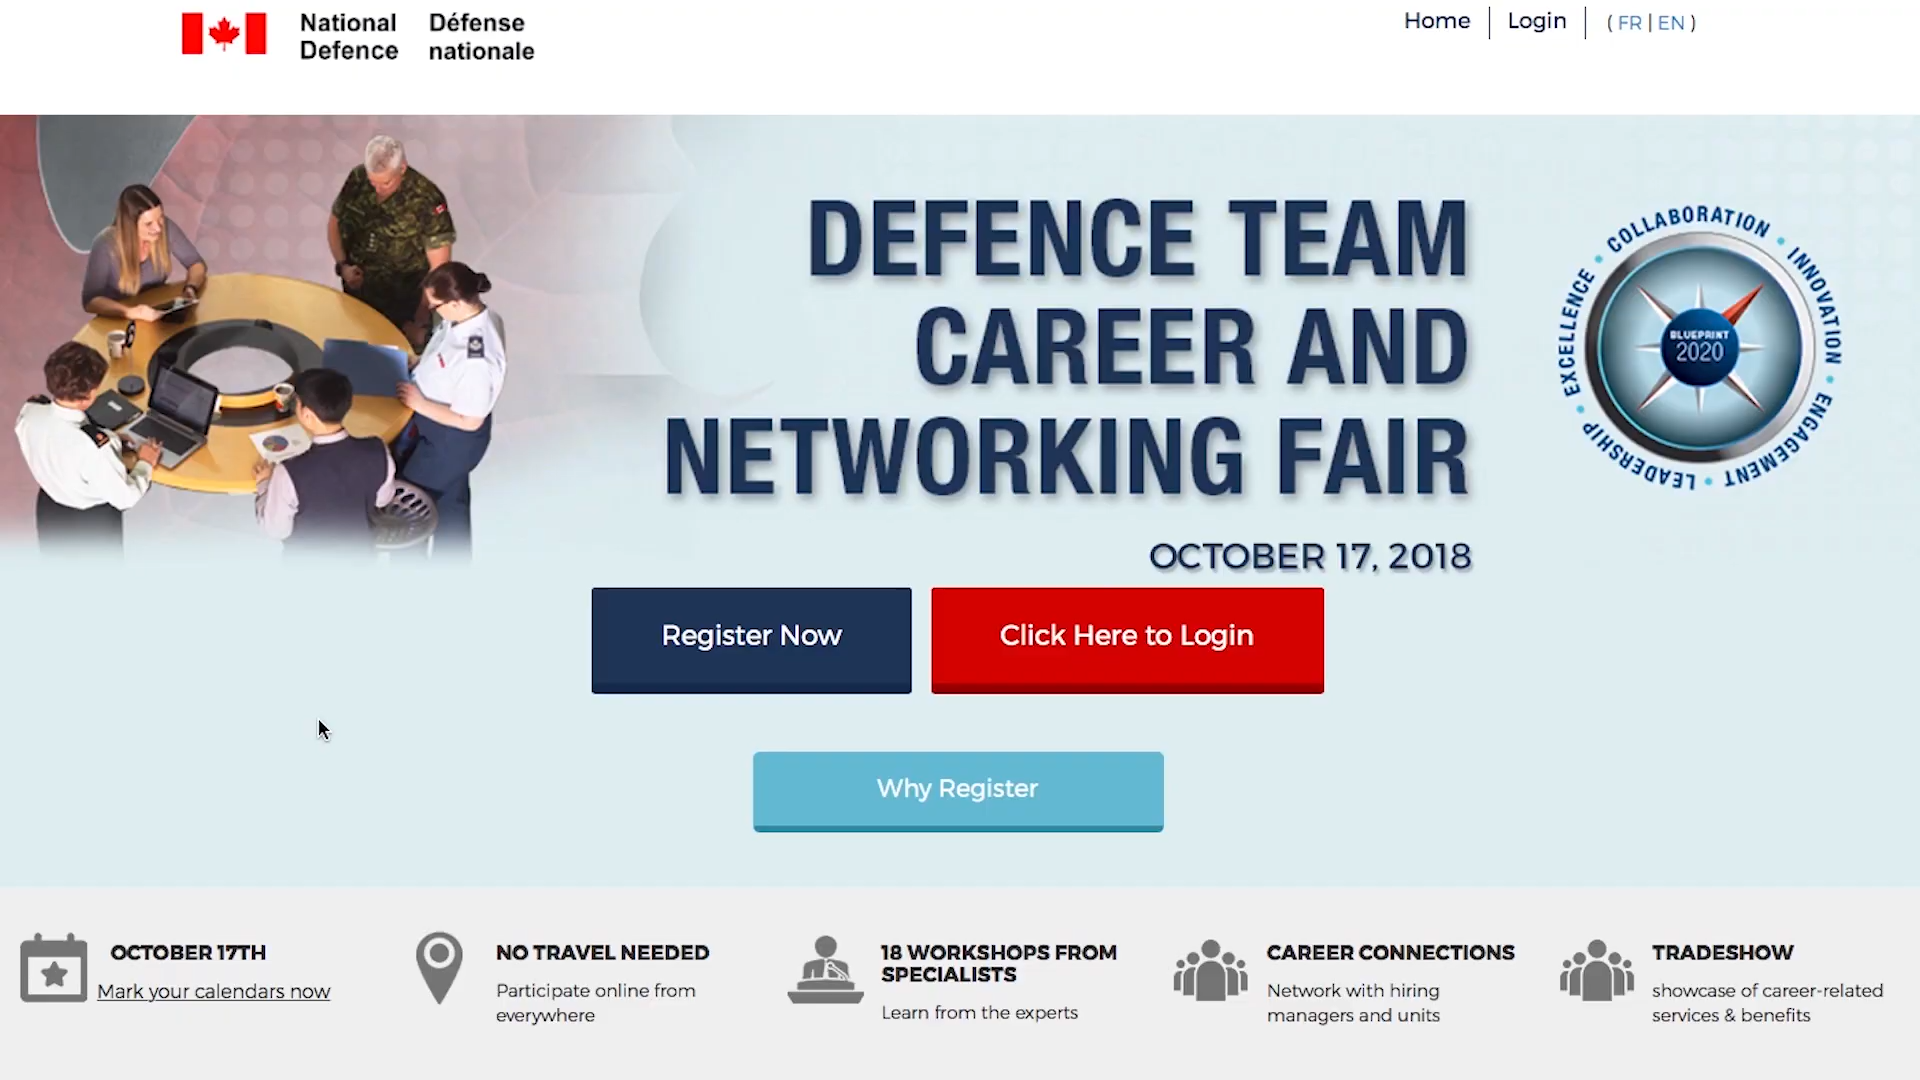 National Défense
Defence nationale
Home Login ( FR | EN )
DEFENCE TEAM
CAREER AND
NETWORKING FAIR
OCTOBER 17, 2018
EXCELLENCE • COLLABORATION • INNOVATION • ENGAGEMENT • LEADERSHIP •
BLUEPRINT
2020
Register Now Click Here to Login
Why Register
OCTOBER 17TH
Mark your calendars now
NO TRAVEL NEEDED
Participate online from
everywhere
18 WORKSHOPS FROM
SPECIALISTS
Learn from the experts
CAREER CONNECTIONS
Network with hiring
managers and units
TRADESHOW
showcase of career-related
services & benefits